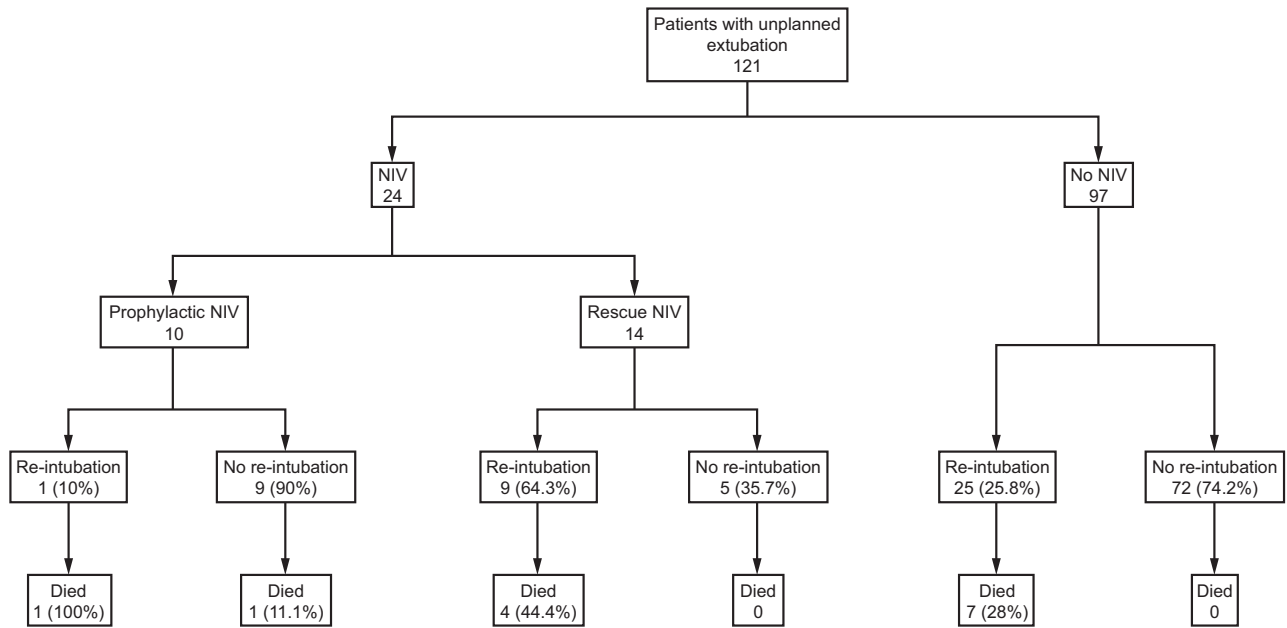 Patients with unplanned
extubation
121
NIV
24
No NIV
97
Prophylactic NIV
10
Rescue NIV
14
Re-intubation
1 (10%)
No re-intubation
9 (90%)
Re-intubation
9 (64.3%)
No re-intubation
5 (35.7%)
Re-intubation
25 (25.8%)
No re-intubation
72 (74.2%)
Died
1 (100%)
Died
1 (11.1%)
Died
4 (44.4%)
Died
0
Died
7 (28%)
Died
0